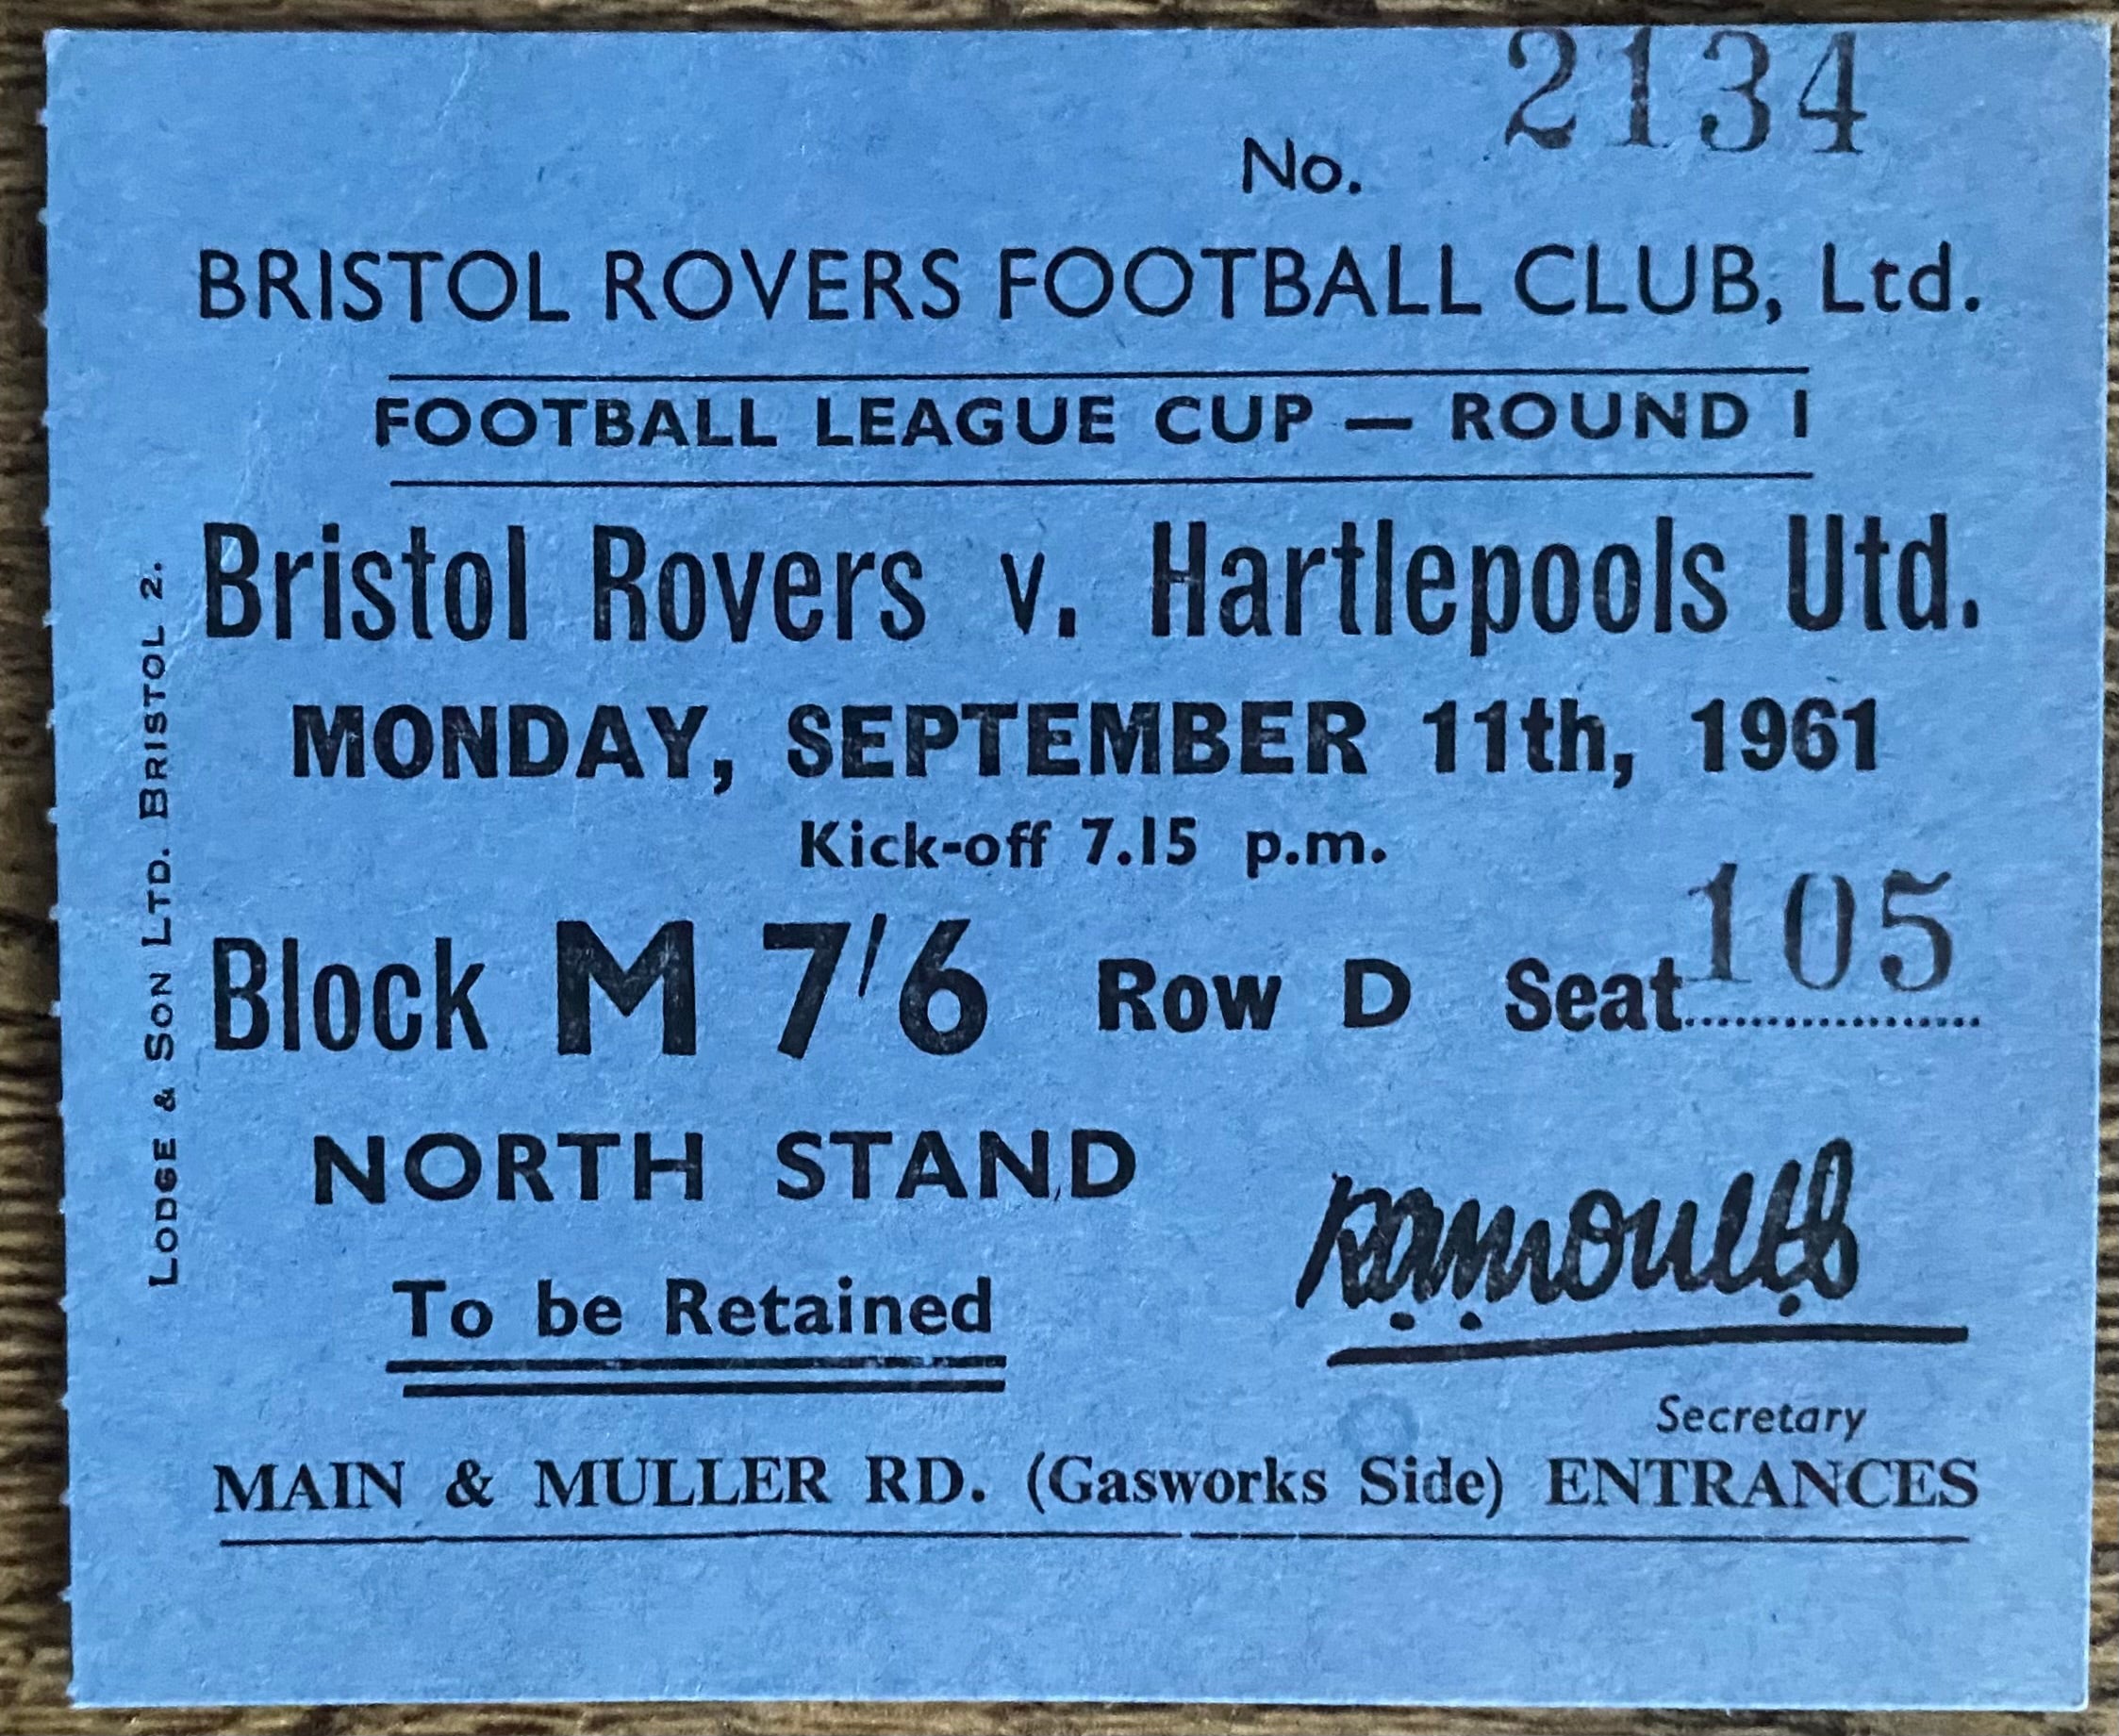 No. 2134
BRISTOL ROVERS FOOTBALL CLUB, Ltd.
FOOTBALL LEAGUE CUP — ROUND 1
Bristol Rovers v. Hartlepools Utd.
MONDAY, SEPTEMBER 11th, 1961
Kick-off 7.15 p.m.
Block M 7'6 Row D Seat 105
NORTH STAND
To be Retained
Secretary
MAIN & MULLER RD. (Gasworks Side) ENTRANCES
LODGE & SON LTD. BRISTOL 2.